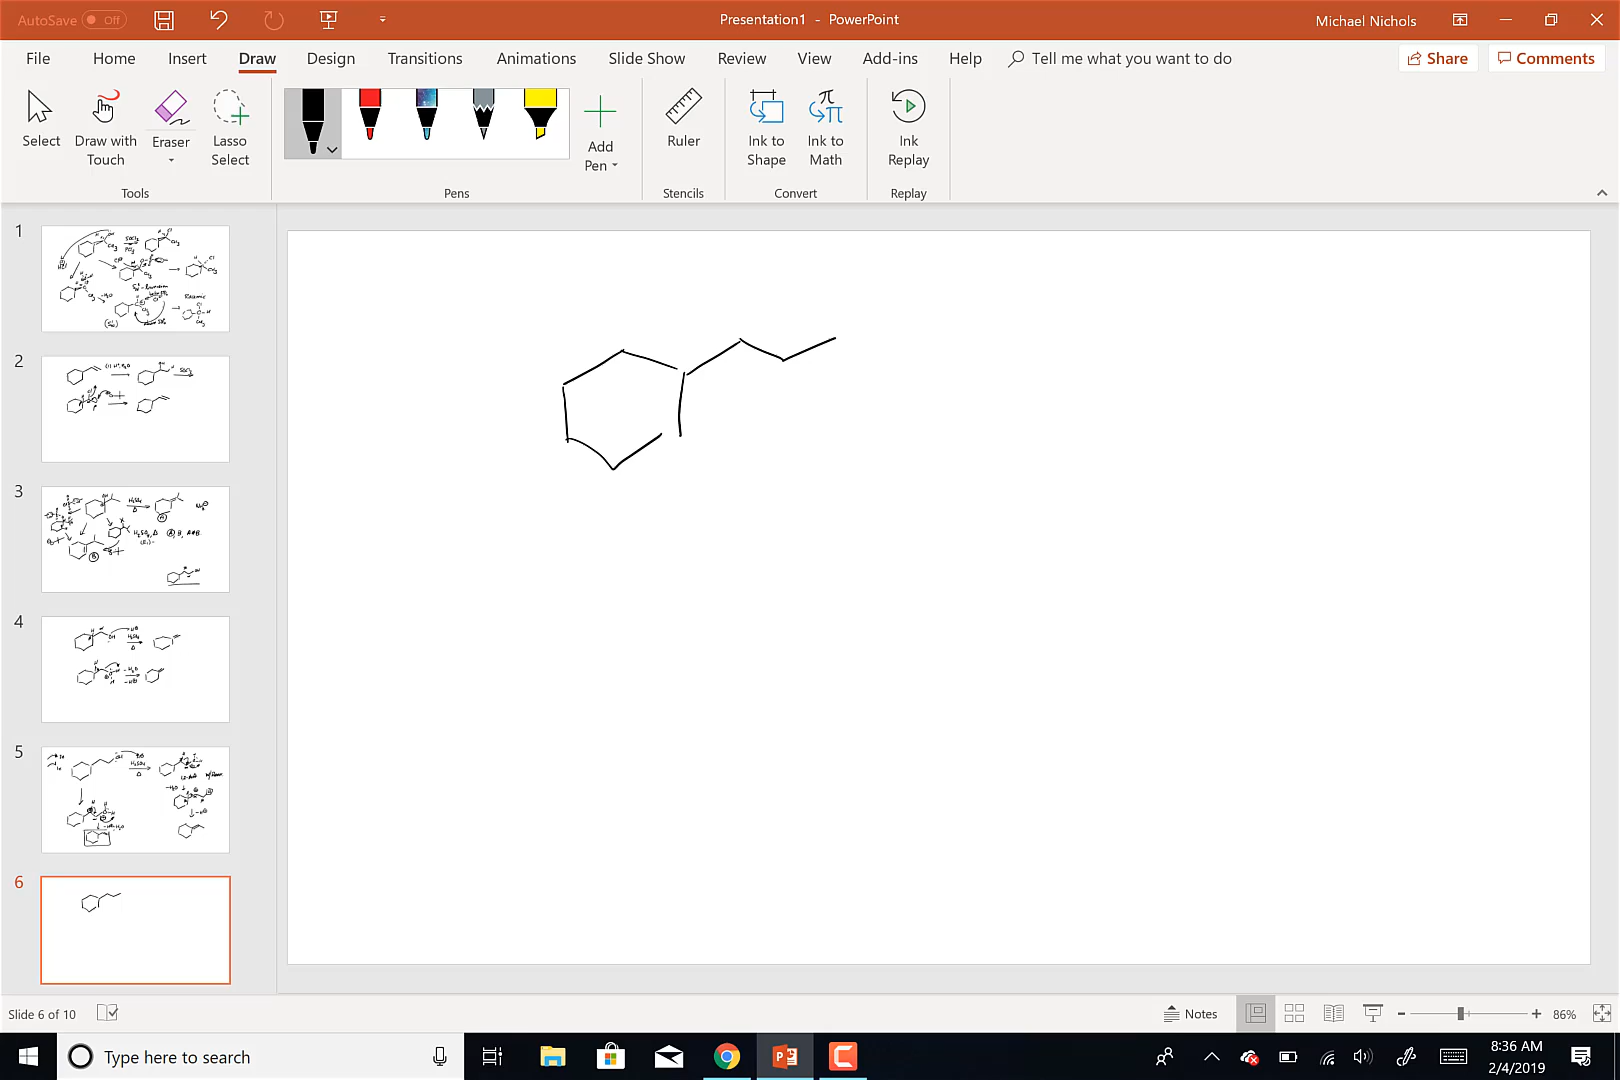 AutoSave Off
Presentation1 - PowerPoint
Michael Nichols
File Home Insert Draw Design Transitions Animations Slide Show Review View Add-ins Help Tell me what you want to do
Share Comments
Select
Draw with Touch
Eraser
Lasso Select
Add Pen
Ruler
Ink to Shape
Ink to Math
Ink Replay
Tools Pens Stencils Convert Replay
1
2
3
4
5
6
Slide 6 of 10
Notes
86%
Type here to search
8:36 AM
2/4/2019